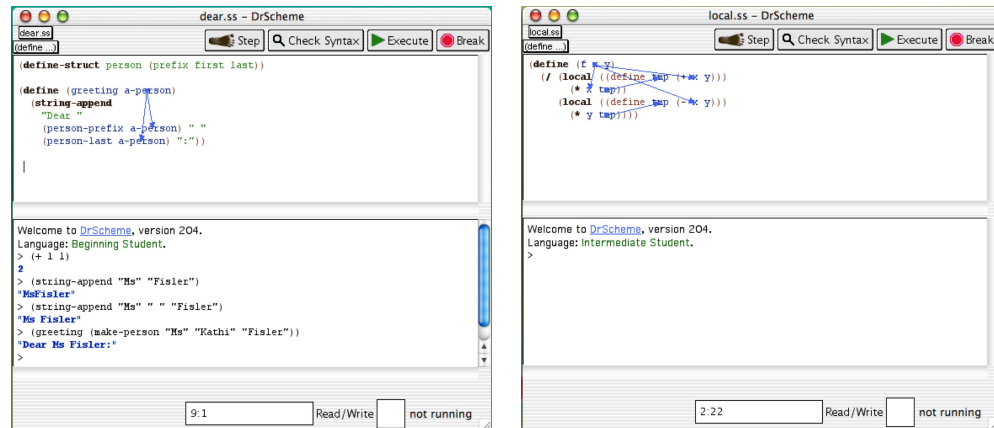 dear.ss – DrScheme
dear.ss
(define ...)
Step Check Syntax Execute Break
(define-struct person (prefix first last))
(define (greeting a-person)
(string-append
"Dear "
(person-prefix a-person) " "
(person-last a-person) ":"))
Welcome to DrScheme, version 204.
Language: Beginning Student.
> (+ 1 1)
2
> (string-append "Ms" "Fisler")
"MsFisler"
> (string-append "Ms" " " "Fisler")
"Ms Fisler"
> (greeting (make-person "Ms" "Kathi" "Fisler"))
"Dear Ms Fisler:"
>
9:1 Read/Write not running
local.ss – DrScheme
local.ss
(define ...)
Step Check Syntax Execute Break
(define (f x y)
(/ (local ((define tmp (+ x y)))
(* x tmp))
(local ((define tmp (- x y)))
(* y tmp))))
Welcome to DrScheme, version 204.
Language: Intermediate Student.
>
2:22 Read/Write not running